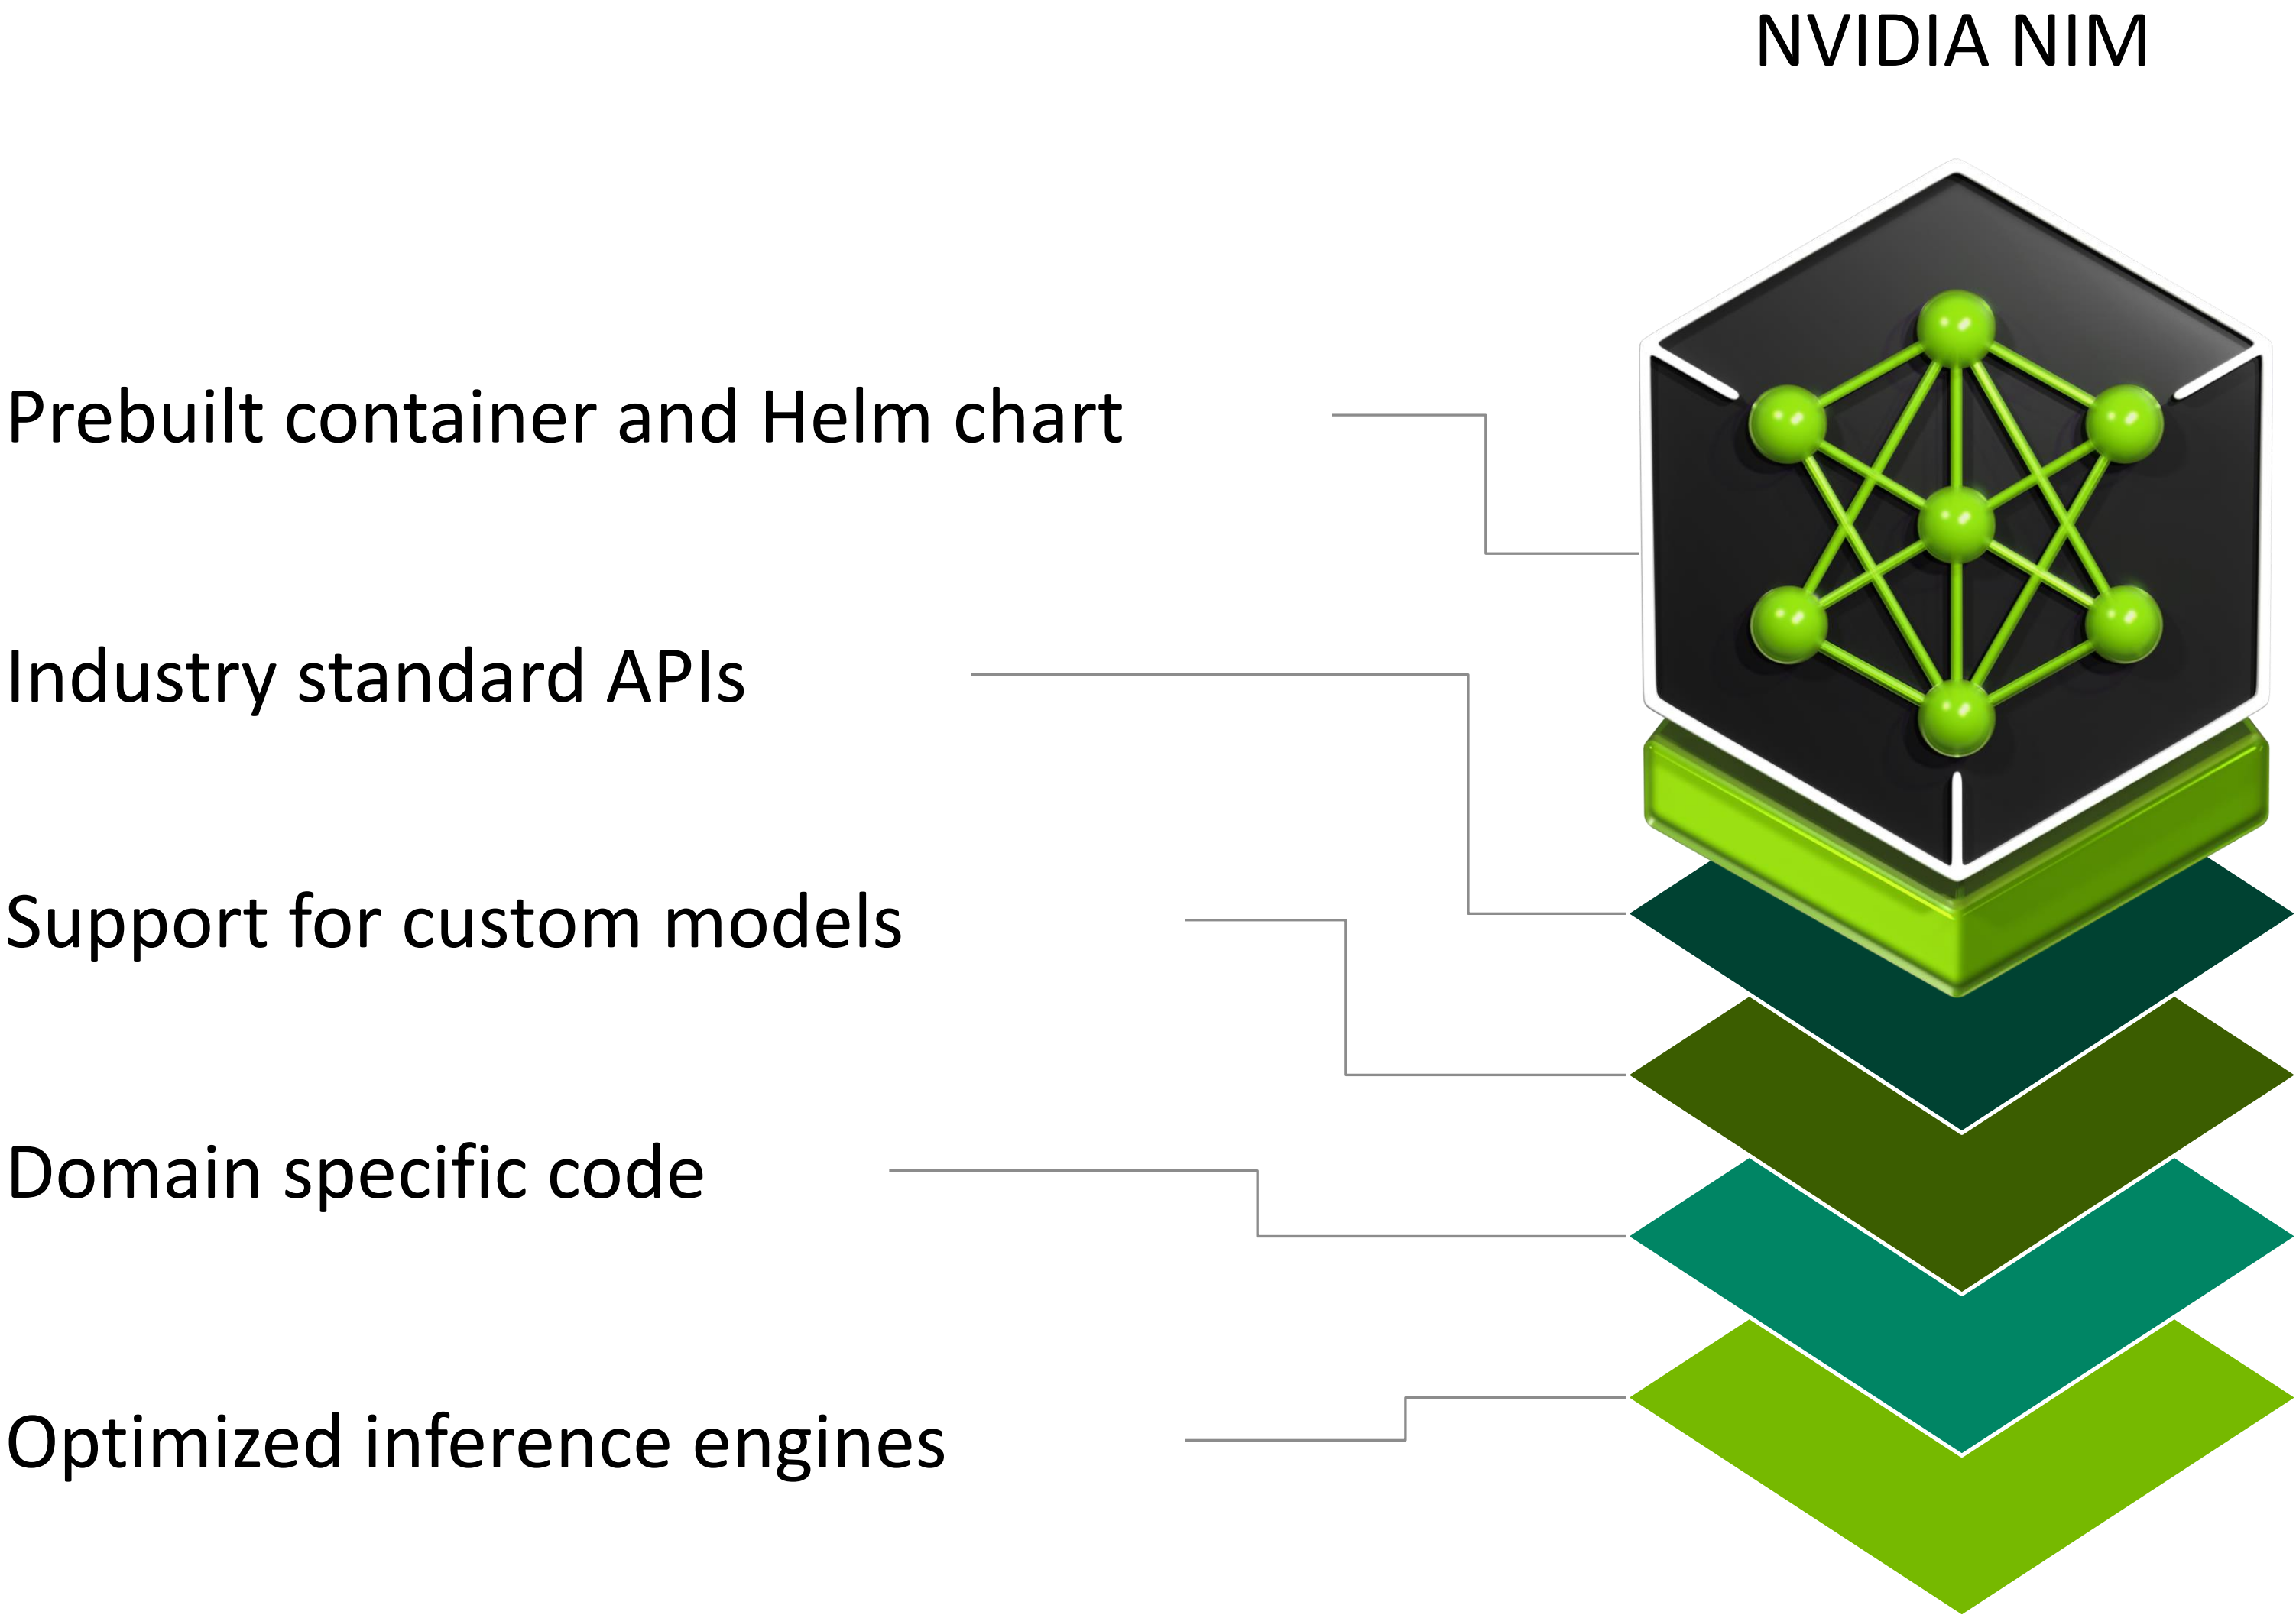 NVIDIA NIM
Prebuilt container and Helm chart
Industry standard APIs
Support for custom models
Domain specific code
Optimized inference engines